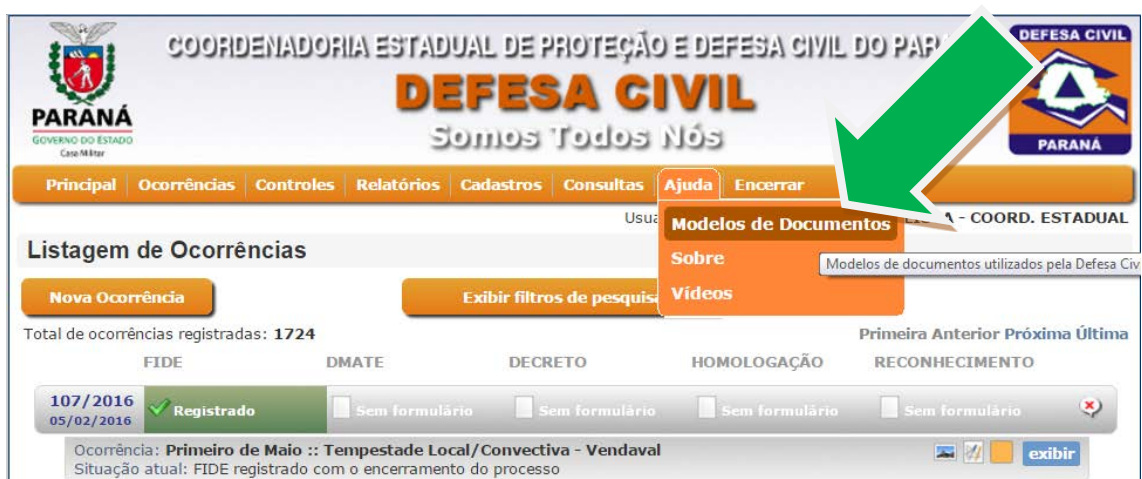 COORDENADORIA ESTADUAL DE PROTEÇÃO E DEFESA CIVIL DO
DEFESA CIVIL
Somos Todos Nós
PARANÁ
GOVERNO DO ESTADO
Casa Militar
DEFESA CIVIL
PARANÁ
Principal Ocorrências Controles Relatórios Cadastros Consultas Ajuda Encerrar
- COORD. ESTADUAL
Modelos de Documentos
Sobre
Vídeos
Modelos de documentos utilizados pela Defesa Civ
Listagem de Ocorrências
Nova Ocorrência Exibir filtros de pesquisa
Total de ocorrências registradas: 1724 Primeira Anterior Próxima Última
FIDE DMATE DECRETO HOMOLOGAÇÃO RECONHECIMENTO
107/2016 Registrado Sem formulário Sem formulário Sem formulário Sem formulário
05/02/2016
Ocorrência: Primeiro de Maio :: Tempestade Local/Convectiva - Vendaval exibir
Situação atual: FIDE registrado com o encerramento do processo